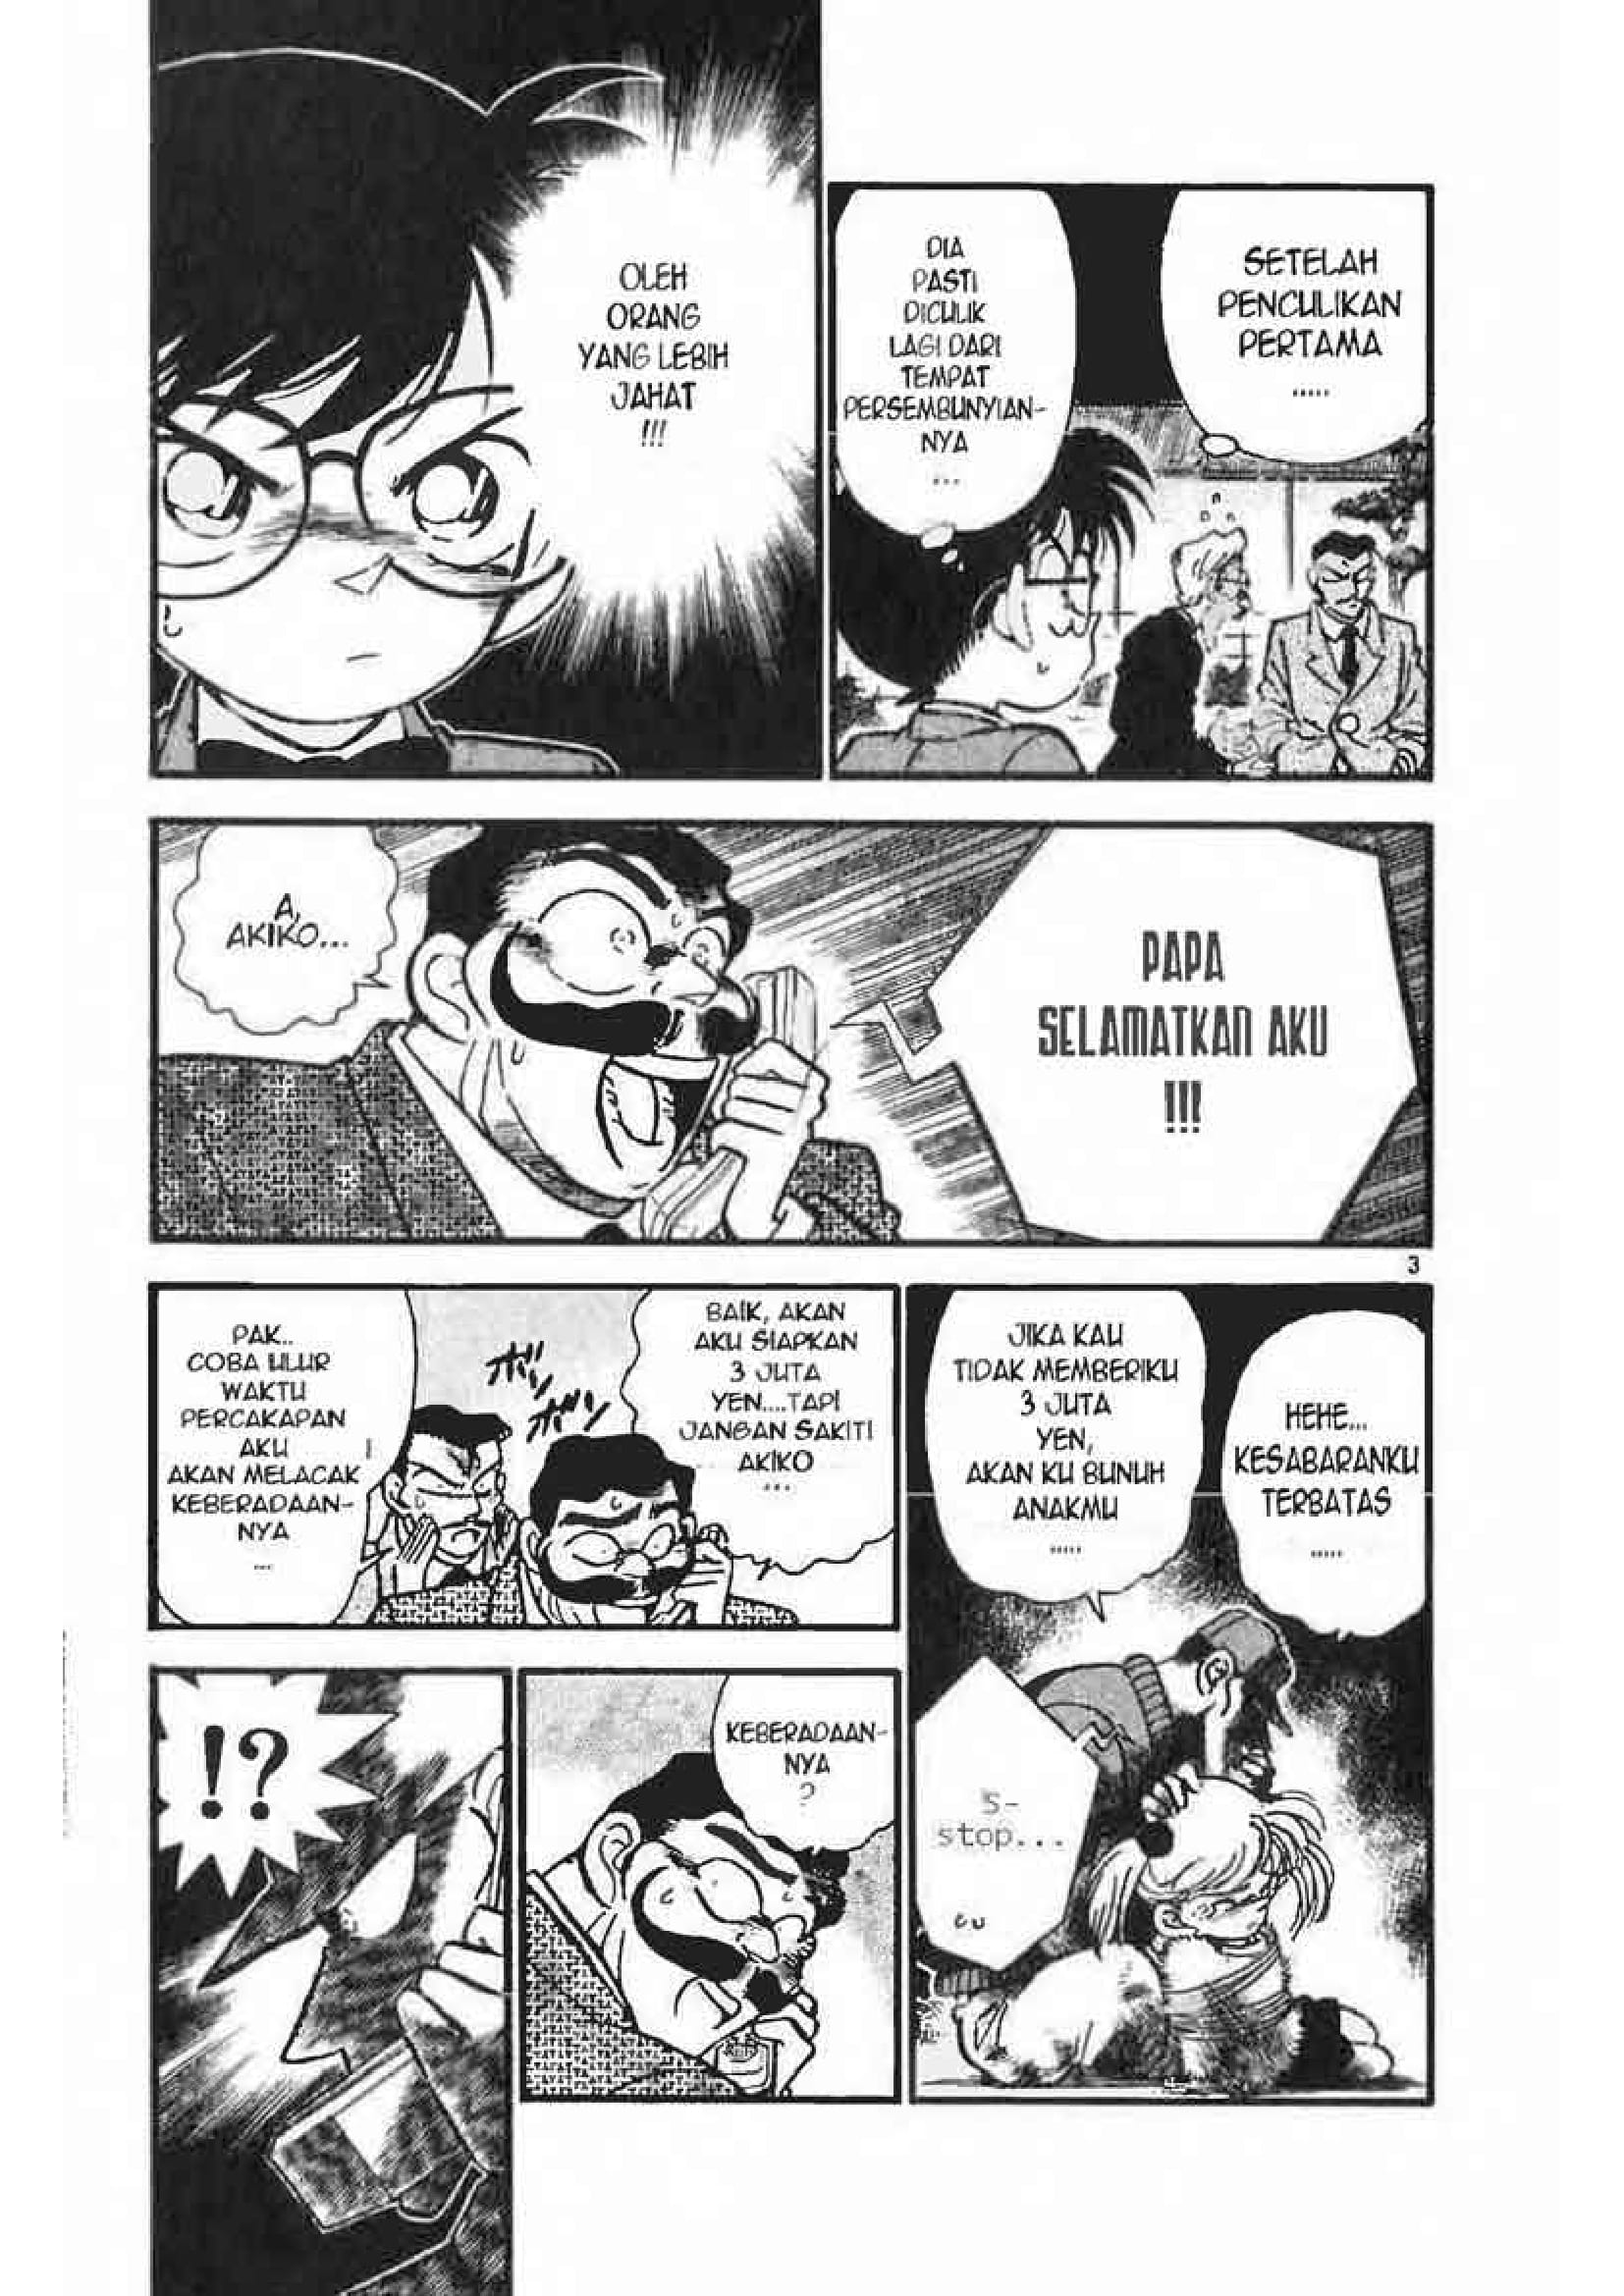 SETELAH
PENCULIKAN
PERTAMA
.....
DIA
PASTI
DICULIK
LAGI DARI
TEMPAT
PERSEMBUNYIAN-
NYA
...
OLEH
ORANG
YANG LEBIH
JAHAT
!!!
PAPA
SELAMATKAN AKU
!!!
A,
AKIKO...
3
HEHE...
KESABARANKU
TERBATAS
.....
JIKA KAU
TIDAK MEMBERIKU
3 JUTA
YEN,
AKAN KU BUNUH
ANAKMU
.....
S-
stop...
BAIK, AKAN
AKU SIAPKAN
3 JUTA
YEN....TAPI
JANGAN SAKITI
AKIKO
...
PAK..
COBA ULUR
WAKTU
PERCAKAPAN
AKU
AKAN MELACAK
KEBERADAAN-
NYA
...
KEBERADAAN-
NYA
?
!?